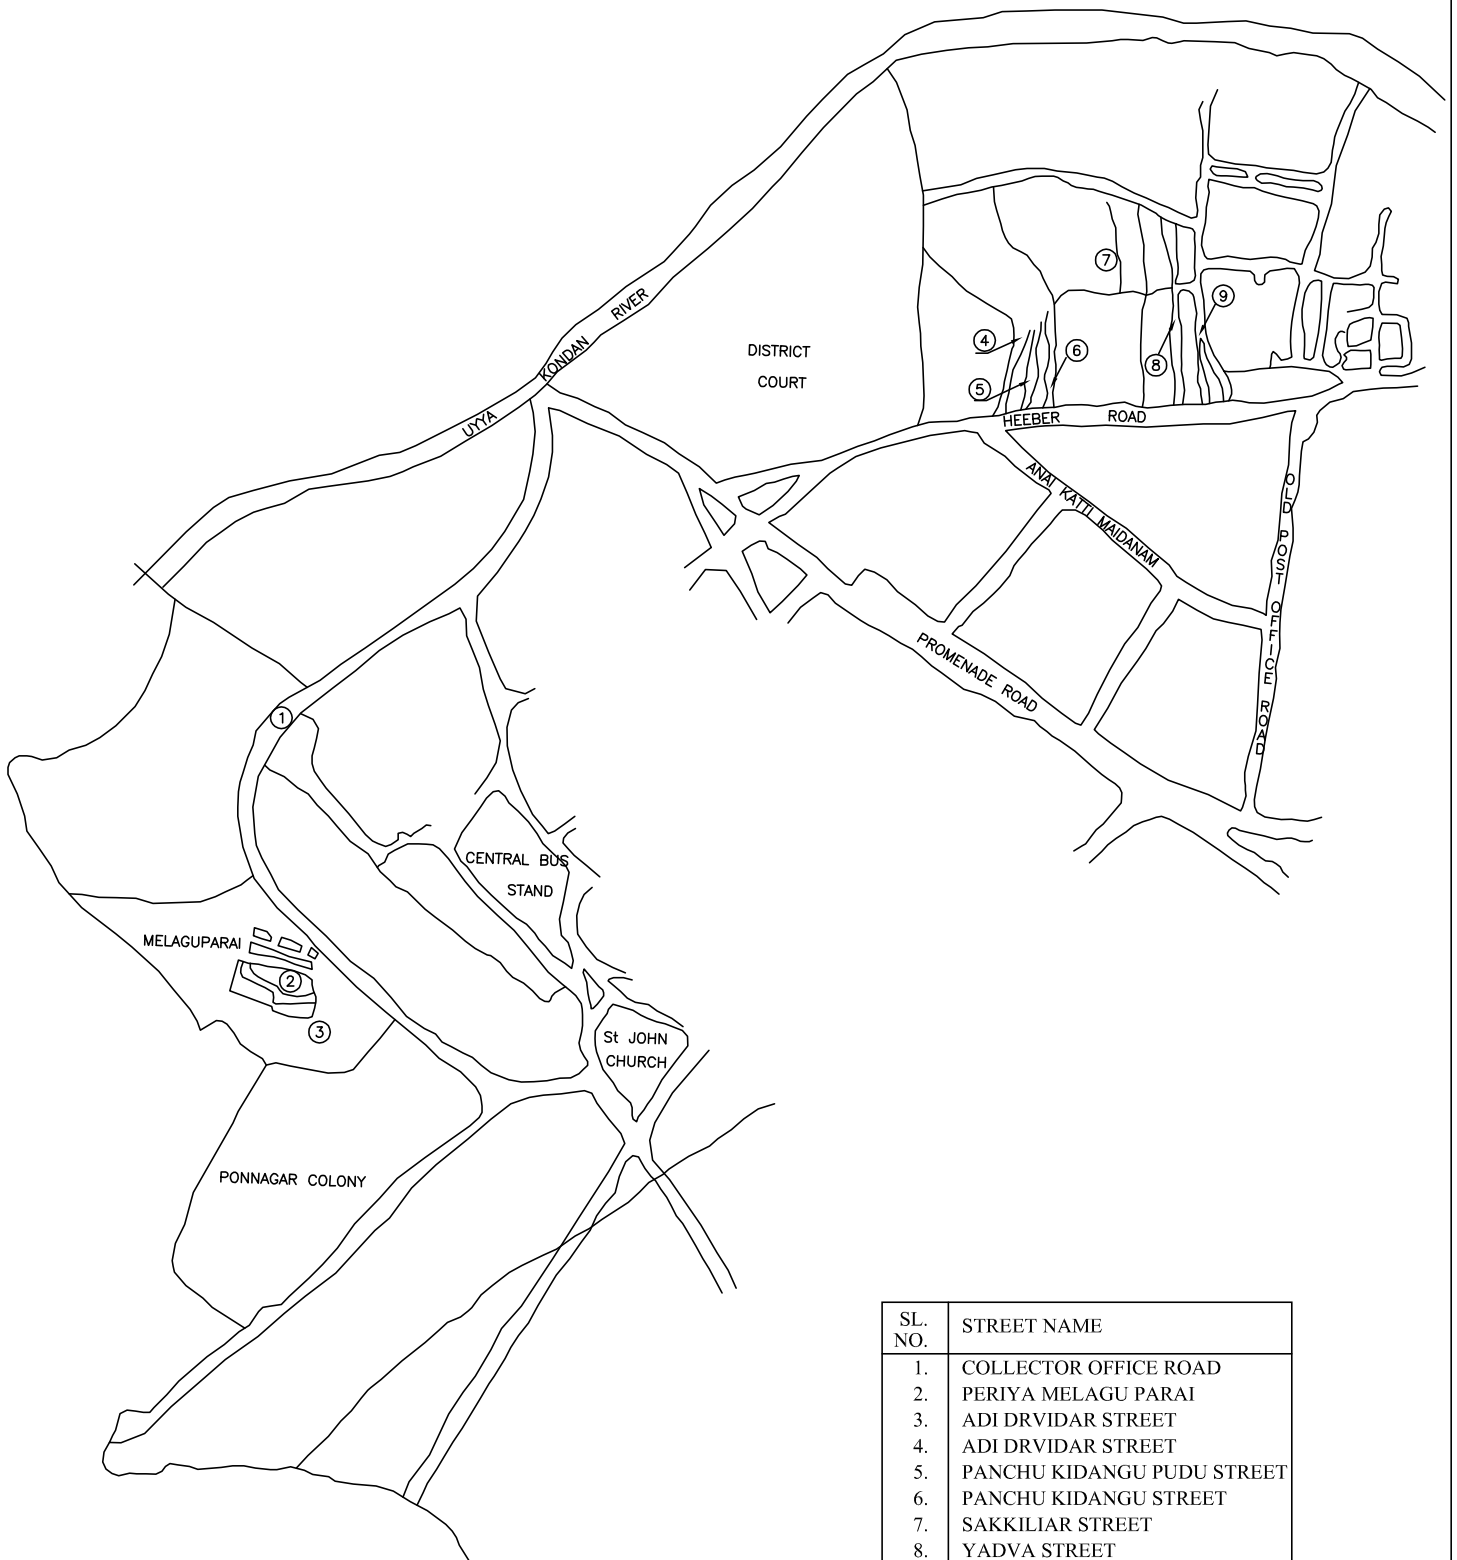 7
9
4
RIVER
DISTRICT
COURT
6
8
KONDAN
5
UYYA
HEEBER ROAD
ANAI KATTI MAIDANAM
OLD POST OFFICE ROAD
PROMENADE ROAD
1
CENTRAL BUS
STAND
MELAGUPARAI
2
3
St JOHN
CHURCH
PONNAGAR COLONY
SL. NO. STREET NAME
1. COLLECTOR OFFICE ROAD
2. PERIYA MELAGU PARAI
3. ADI DRVIDAR STREET
4. ADI DRVIDAR STREET
5. PANCHU KIDANGU PUDU STREET
6. PANCHU KIDANGU STREET
7. SAKKILIAR STREET
8. YADVA STREET